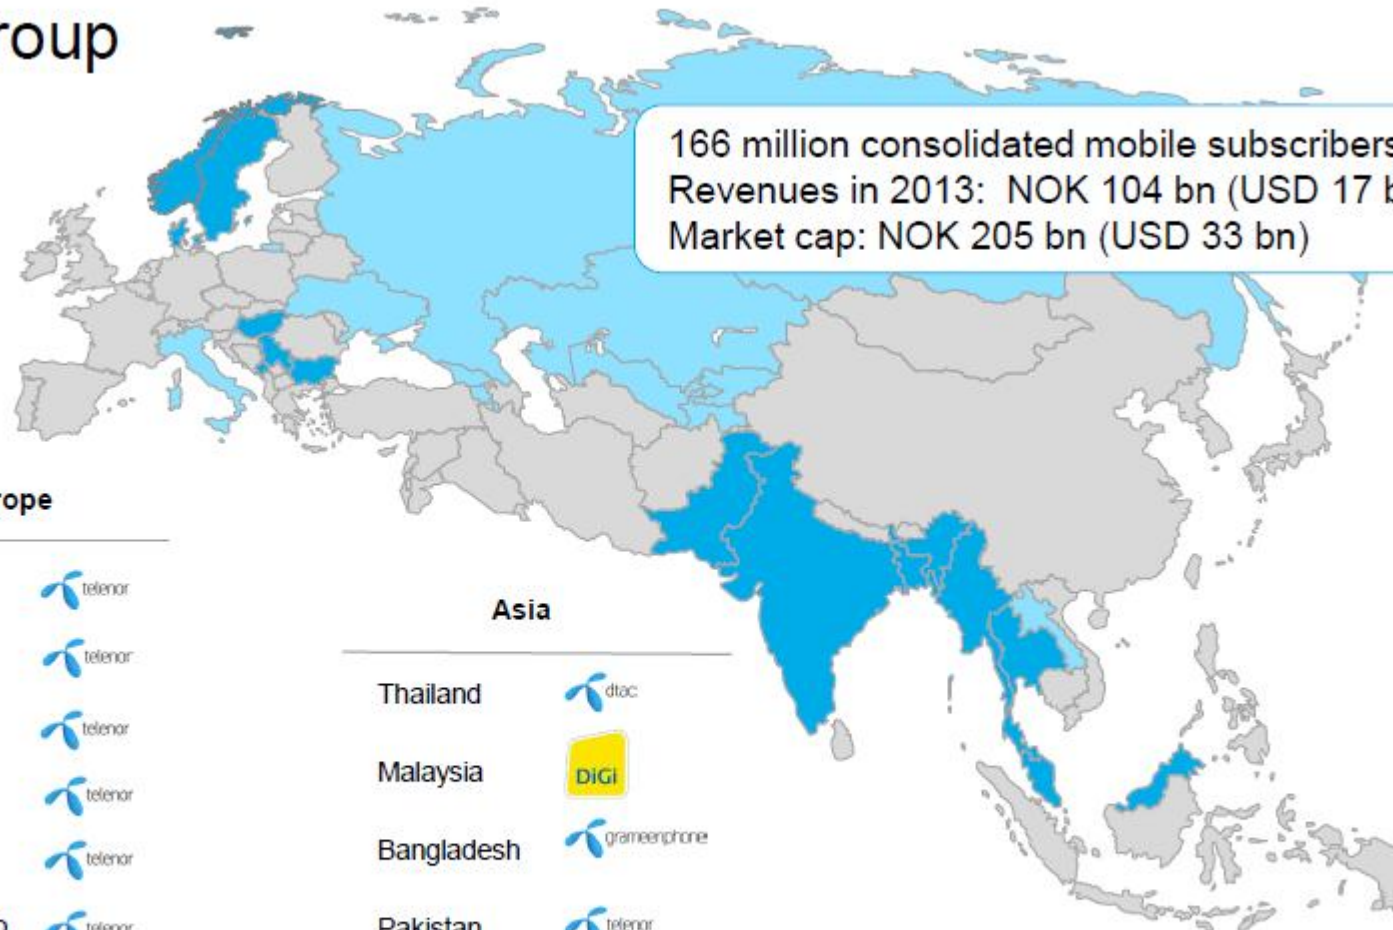 roup
166 million consolidated mobile subscribers
Revenues in 2013: NOK 104 bn (USD 17 b
Market cap: NOK 205 bn (USD 33 bn)
rope
telenor
telenor
telenor
telenor
telenor
telenor
Asia
Thailand dtac
Malaysia DiGi
Bangladesh grameenphone
Pakistan telenor